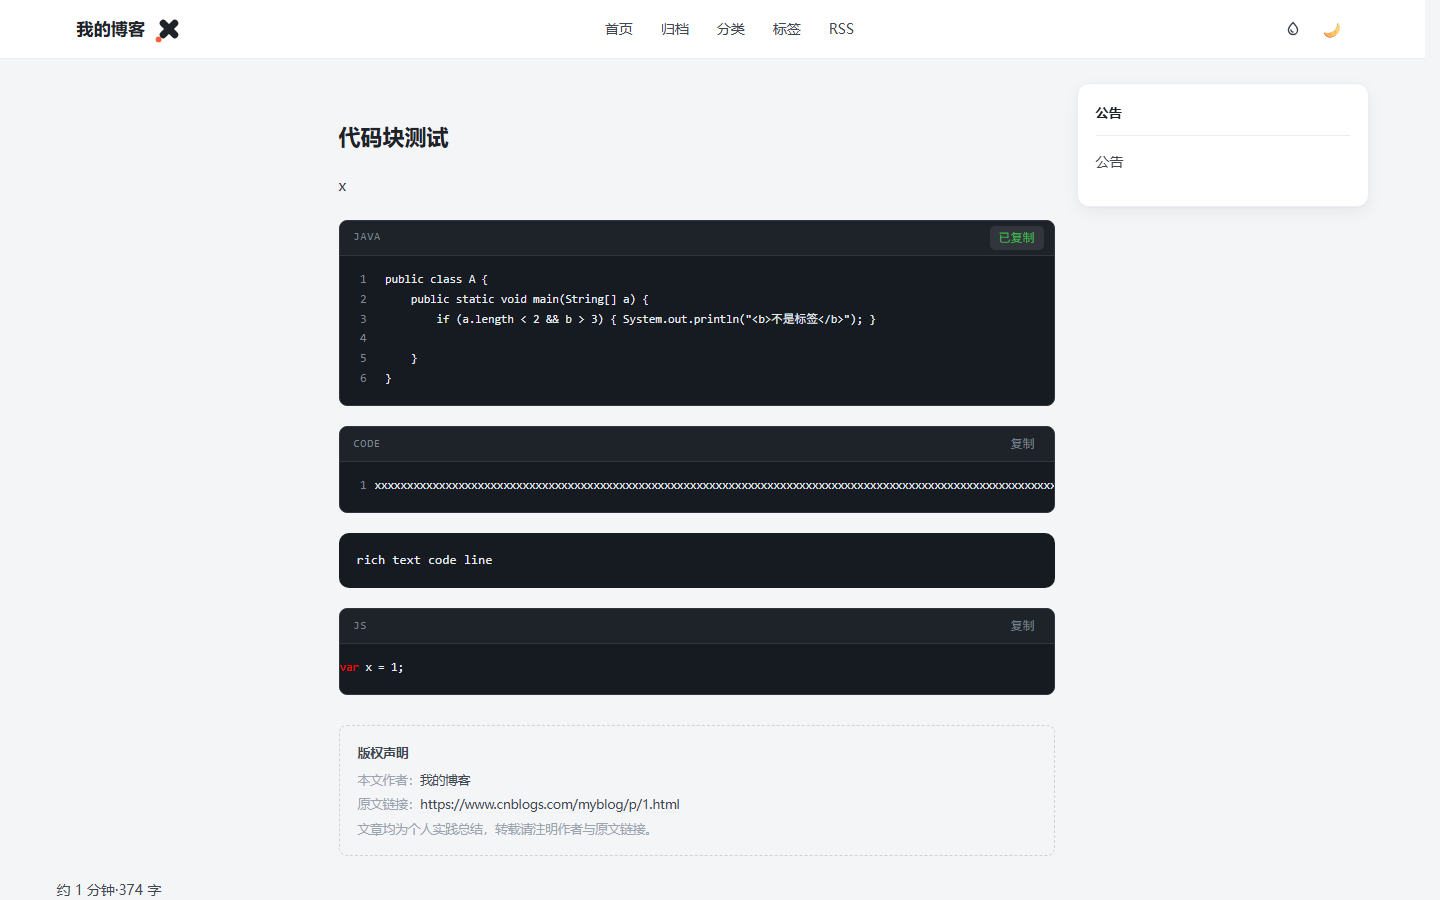 我的博客
首页 归档 分类 标签 RSS
公告
公告
代码块测试
x
JAVA 已复制
1 public class A {
2     public static void main(String[] a) {
3         if (a.length < 2 && b > 3) { System.out.println("<b>不是标签</b>"); }
4
5     }
6 }
CODE 复制
1
rich text code line
JS 复制
var x = 1;
版权声明
本文作者：我的博客
原文链接：https://www.cnblogs.com/myblog/p/1.html
文章均为个人实践总结，转载请注明作者与原文链接。
约 1 分钟·374 字